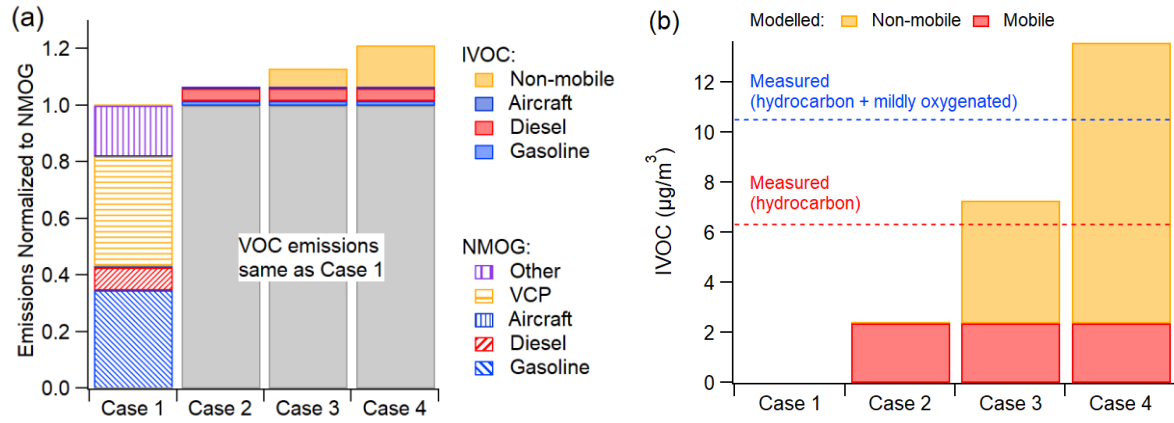 (a)
Emissions Normalized to NMOG
1.2
1.0
0.8
0.6
0.4
0.2
0.0
VOC emissions
same as Case 1
Case 1
Case 2
Case 3
Case 4
IVOC:
Non-mobile
Aircraft
Diesel
Gasoline
NMOG:
Other
VCP
Aircraft
Diesel
Gasoline
(b)
Modelled: Non-mobile Mobile
IVOC (µg/m³)
12
10
8
6
4
2
0
Measured
(hydrocarbon + mildly oxygenated)
Measured
(hydrocarbon)
Case 1
Case 2
Case 3
Case 4